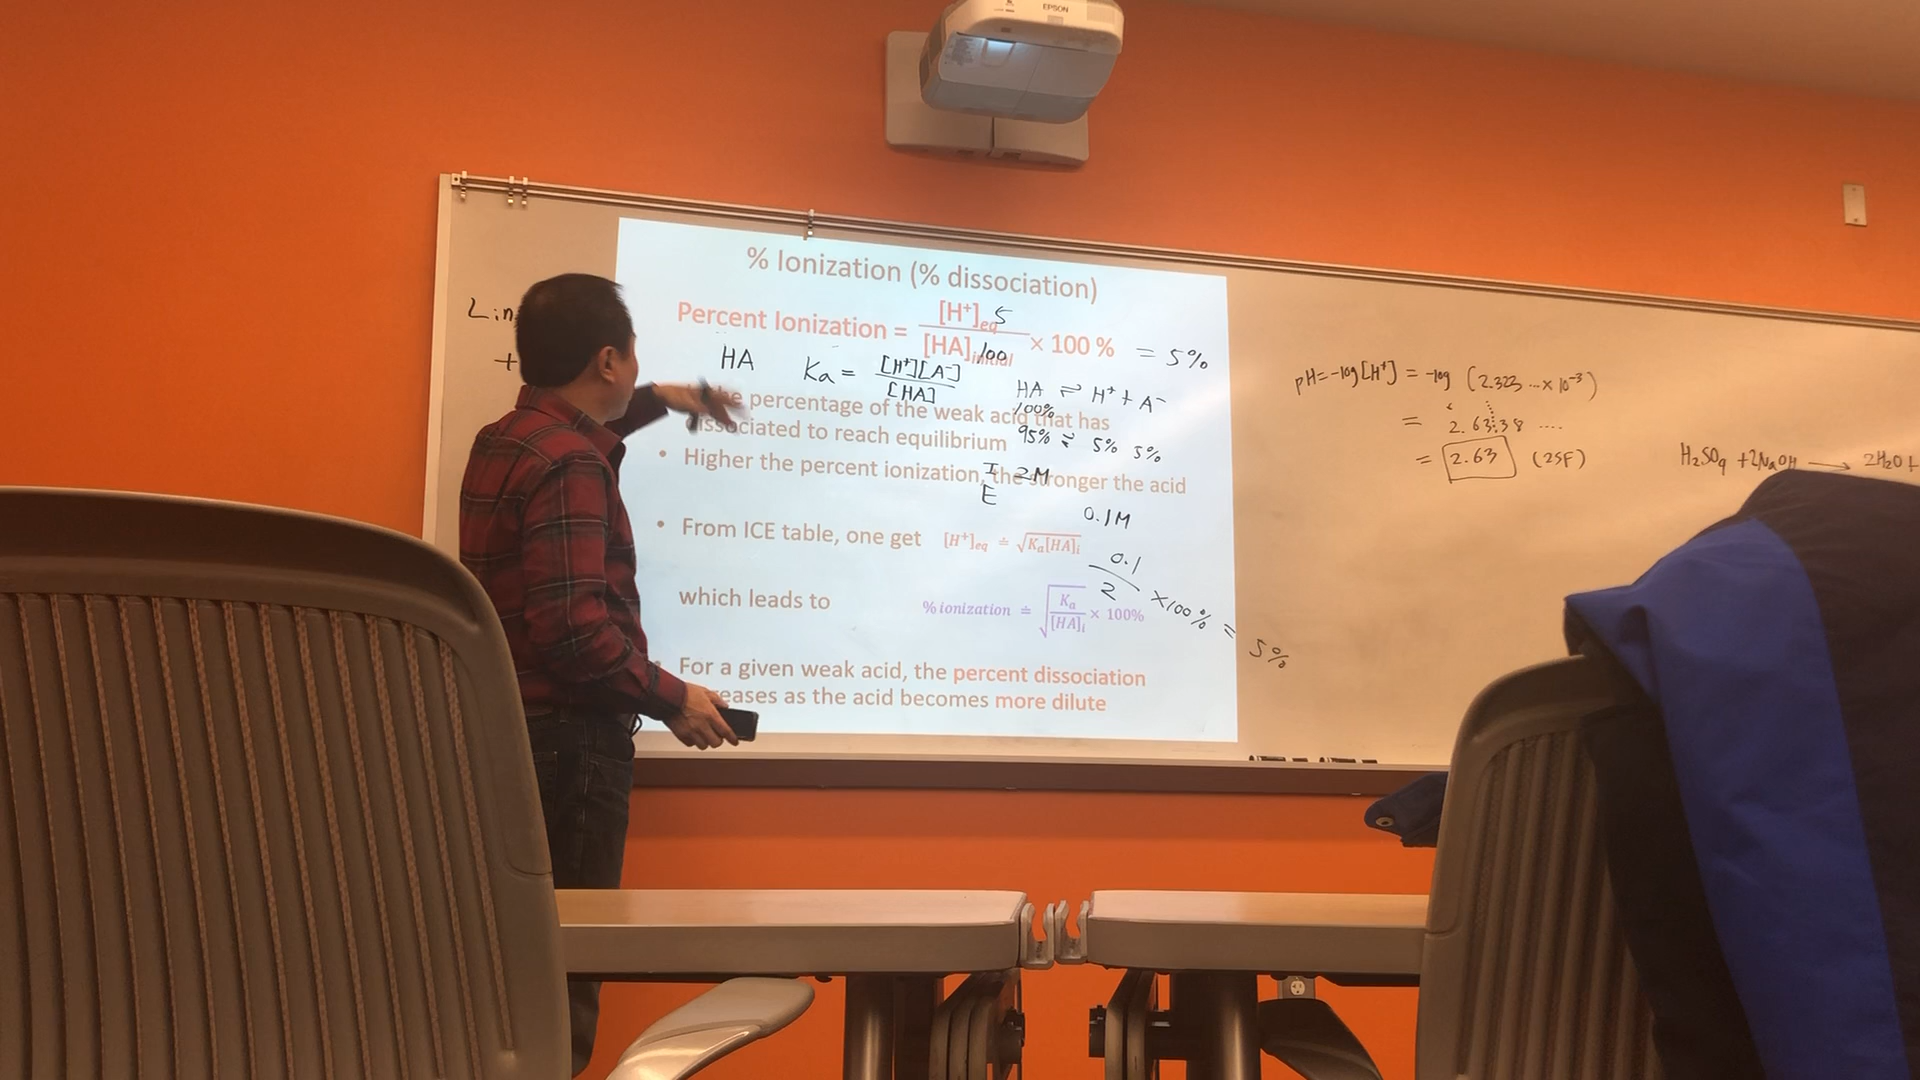 EPSON
% Ionization (% dissociation)
Percent Ionization = [H⁺]eq / [HA]initial × 100 %
5
100
= 5%
Lin
+
HA
Ka = [H⁺][A⁻] / [HA]
HA ⇌ H⁺ + A⁻
100%
95% ⇌ 5% 5%
the percentage of the weak acid that has
dissociated to reach equilibrium
• Higher the percent ionization, the stronger the acid
I 2M
E
0.1M
• From ICE table, one get [H⁺]eq ≐ √Ka[HA]i
0.1 / 2 ×100% = 5%
which leads to % ionization ≐ √Ka/[HA]i × 100%
For a given weak acid, the percent dissociation
eases as the acid becomes more dilute
pH=-log[H⁺] = -log (2.323...×10⁻³)
= 2.6338 ....
= 2.63 (2SF)
H₂SO₄ + 2NaOH → 2H₂O +